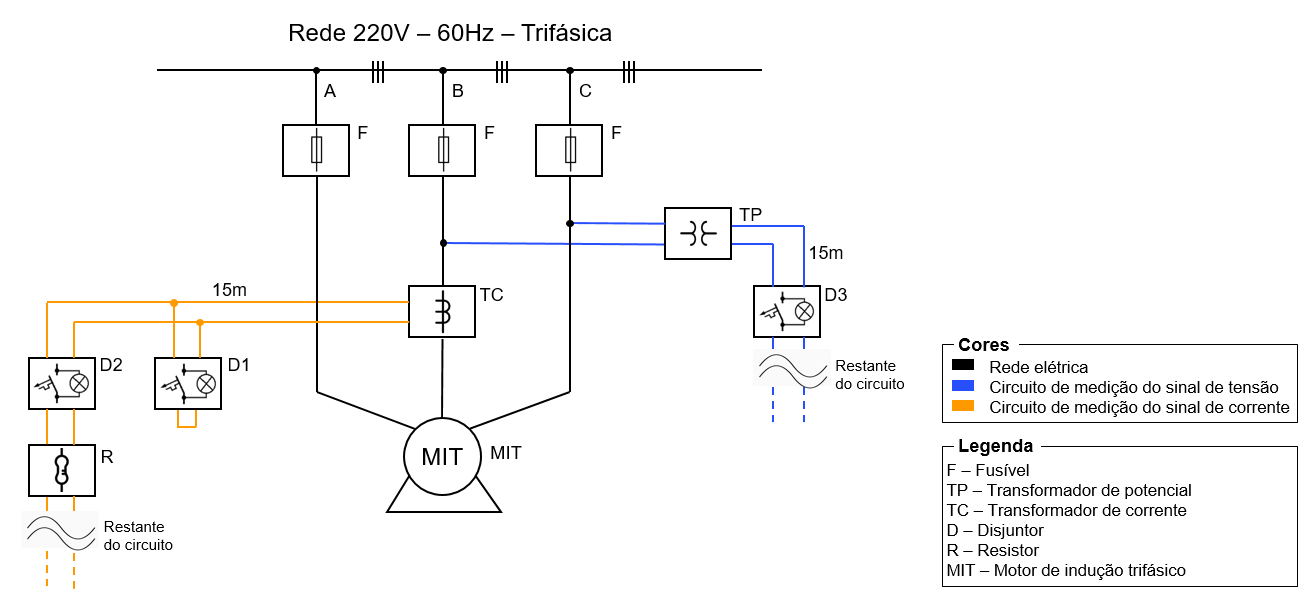 Rede 220V – 60Hz – Trifásica
A
B
C
F
F
F
TP
15m
15m
TC
D3
D2
D1
Restante
do circuito
R
MIT
MIT
Restante
do circuito
Cores
Rede elétrica
Circuito de medição do sinal de tensão
Circuito de medição do sinal de corrente
Legenda
F – Fusível
TP – Transformador de potencial
TC – Transformador de corrente
D – Disjuntor
R – Resistor
MIT – Motor de indução trifásico